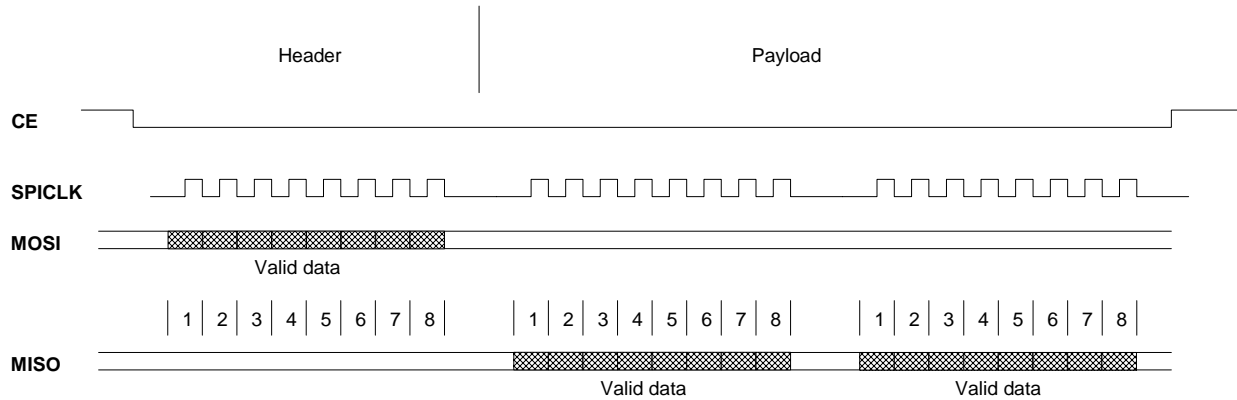 Header Payload
CE
SPICLK
MOSI
Valid data
1 2 3 4 5 6 7 8 1 2 3 4 5 6 7 8 1 2 3 4 5 6 7 8
MISO
Valid data Valid data